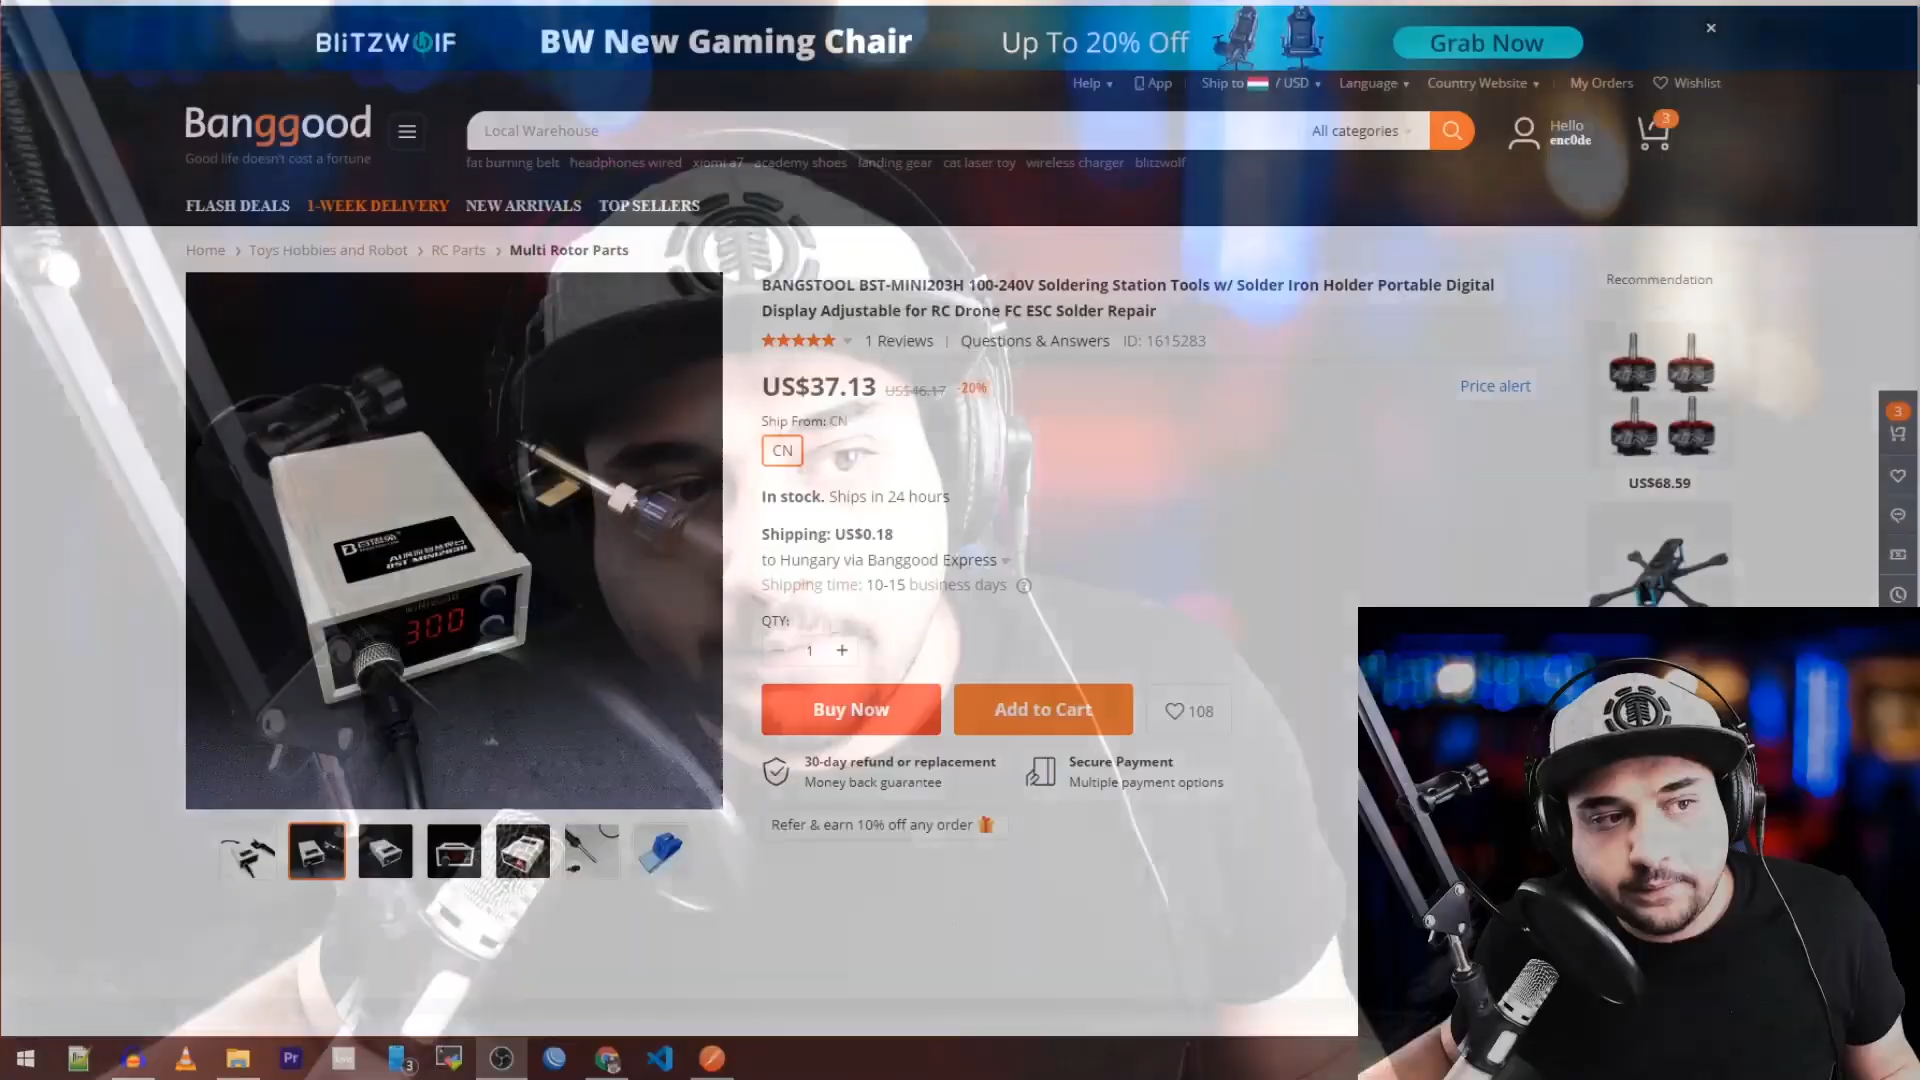 BLITZWOLF
BW New Gaming Chair
Up To 20% Off
Grab Now
Help
App
Ship to / USD
Language
Country Website
My Orders
Wishlist
Banggood
Good life doesn't cost a fortune
Local Warehouse
All categories
Hello
enc0de
3
fat burning belt headphones wired xiomi a7 academy shoes landing gear cat laser toy wireless charger blitzwolf
FLASH DEALS 1-WEEK DELIVERY NEW ARRIVALS TOP SELLERS
Home > Toys Hobbies and Robot > RC Parts > Multi Rotor Parts
BANGSTOOL BST-MINI203H 100-240V Soldering Station Tools w/ Solder Iron Holder Portable Digital
Display Adjustable for RC Drone FC ESC Solder Repair
1 Reviews | Questions & Answers ID: 1615283
US$37.13 US$46.17 -20%
Price alert
Ship From: CN
CN
In stock. Ships in 24 hours
Shipping: US$0.18
to Hungary via Banggood Express
Shipping time: 10-15 business days
QTY:
1 +
Buy Now
Add to Cart
108
30-day refund or replacement
Money back guarantee
Secure Payment
Multiple payment options
Refer & earn 10% off any order
Recommendation
US$68.59
3
300
Pr
3